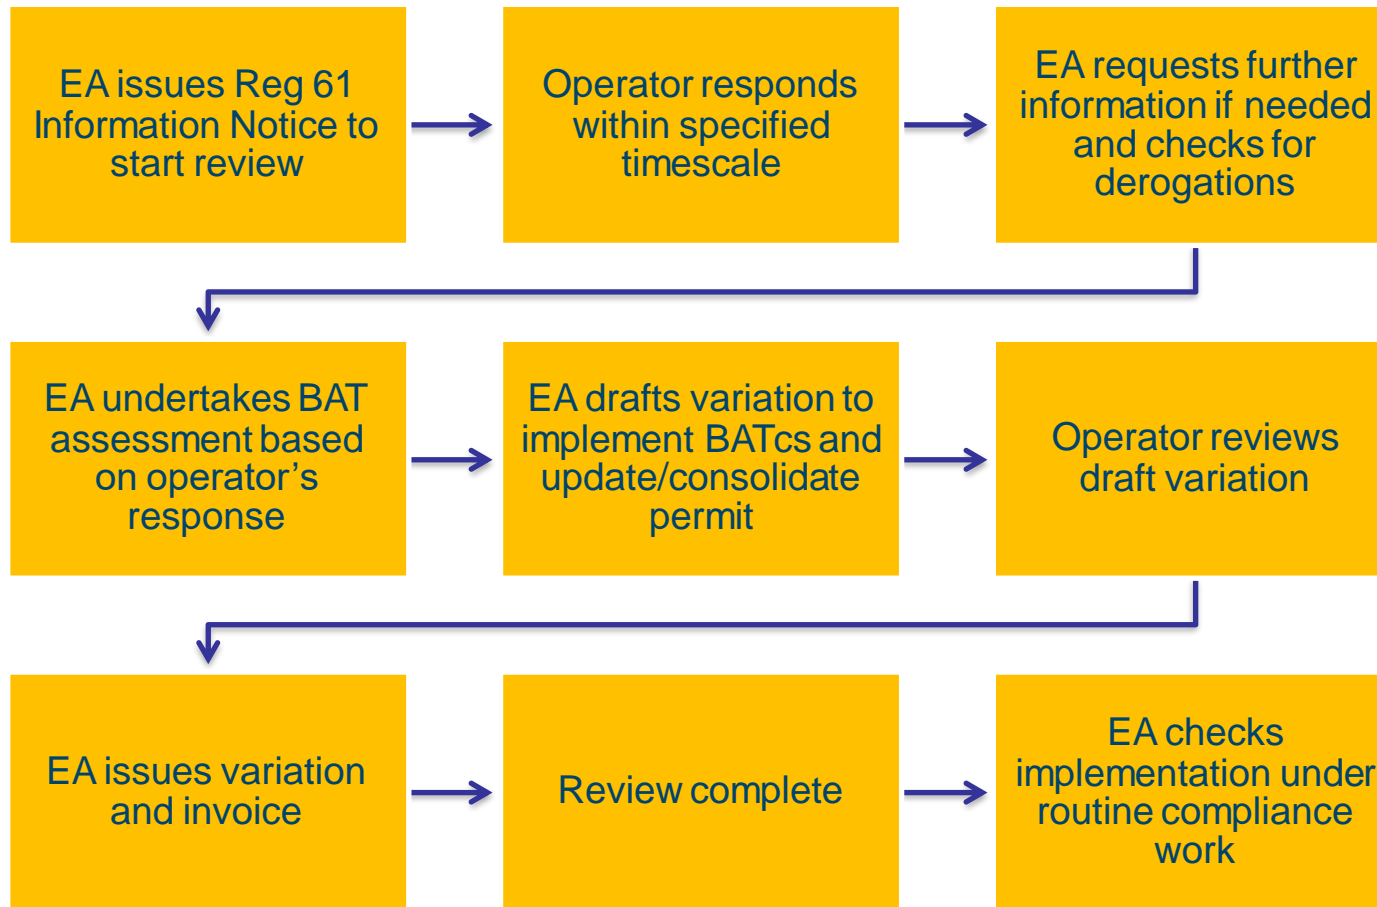 EA issues Reg 61
Information Notice to
start review
Operator responds
within specified
timescale
EA requests further
information if needed
and checks for
derogations
EA undertakes BAT
assessment based
on operator’s
response
EA drafts variation to
implement BATcs and
update/consolidate
permit
Operator reviews
draft variation
EA issues variation
and invoice
Review complete
EA checks
implementation under
routine compliance
work